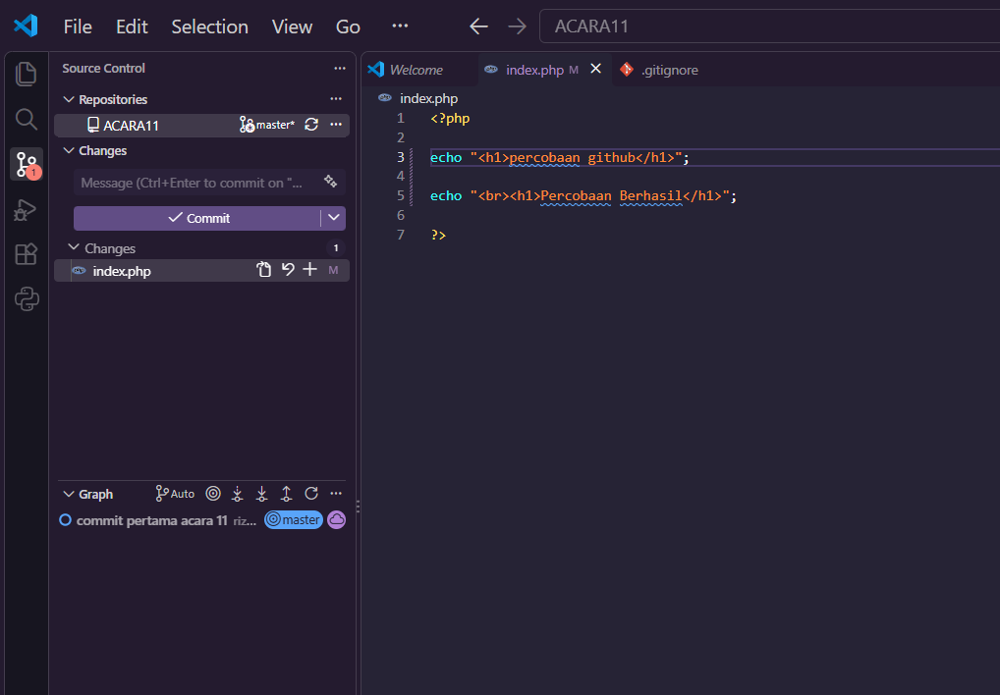 File Edit Selection View Go ··· ACARA11
Source Control ···
Repositories ···
ACARA11 master* ···
Changes
Message (Ctrl+Enter to commit on "...
Commit
Changes 1
index.php M
1
Graph Auto ···
commit pertama acara 11 riz... master
Welcome index.php M .gitignore
index.php
1 <?php
2
3 echo "<h1>percobaan github</h1>";
4
5 echo "<br><h1>Percobaan Berhasil</h1>";
6
7 ?>